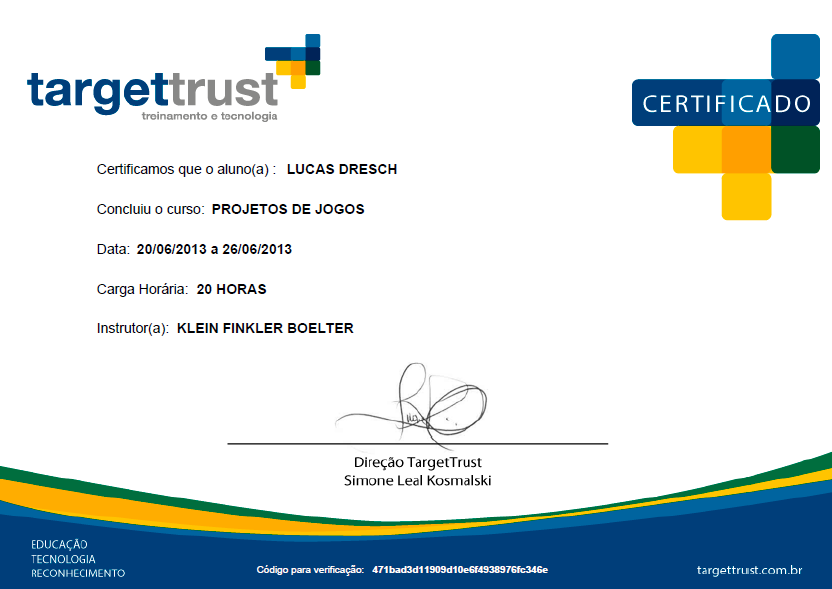 targettrust
treinamento e tecnologia
CERTIFICADO
Certificamos que o aluno(a) : LUCAS DRESCH
Concluiu o curso: PROJETOS DE JOGOS
Data: 20/06/2013 a 26/06/2013
Carga Horária: 20 HORAS
Instrutor(a): KLEIN FINKLER BOELTER
Direção TargetTrust
Simone Leal Kosmalski
EDUCAÇÃO
TECNOLOGIA
RECONHECIMENTO
Código para verificação: 471bad3d11909d10e6f4938976fc346e
targettrust.com.br